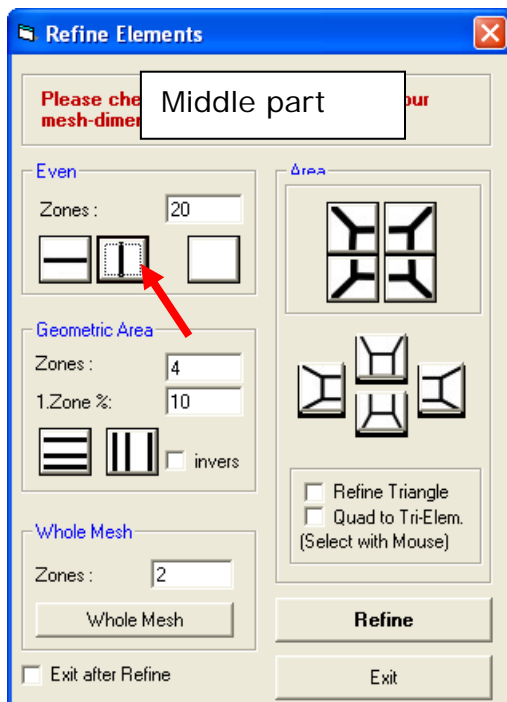 Refine Elements
Please che
Middle part
our
mesh-dimer
Even
Zones :
20
Geometric Area
Zones :
4
1.Zone %:
10
invers
Whole Mesh
Zones :
2
Whole Mesh
Exit after Refine
Area
Refine Triangle
Quad to Tri-Elem.
(Select with Mouse)
Refine
Exit